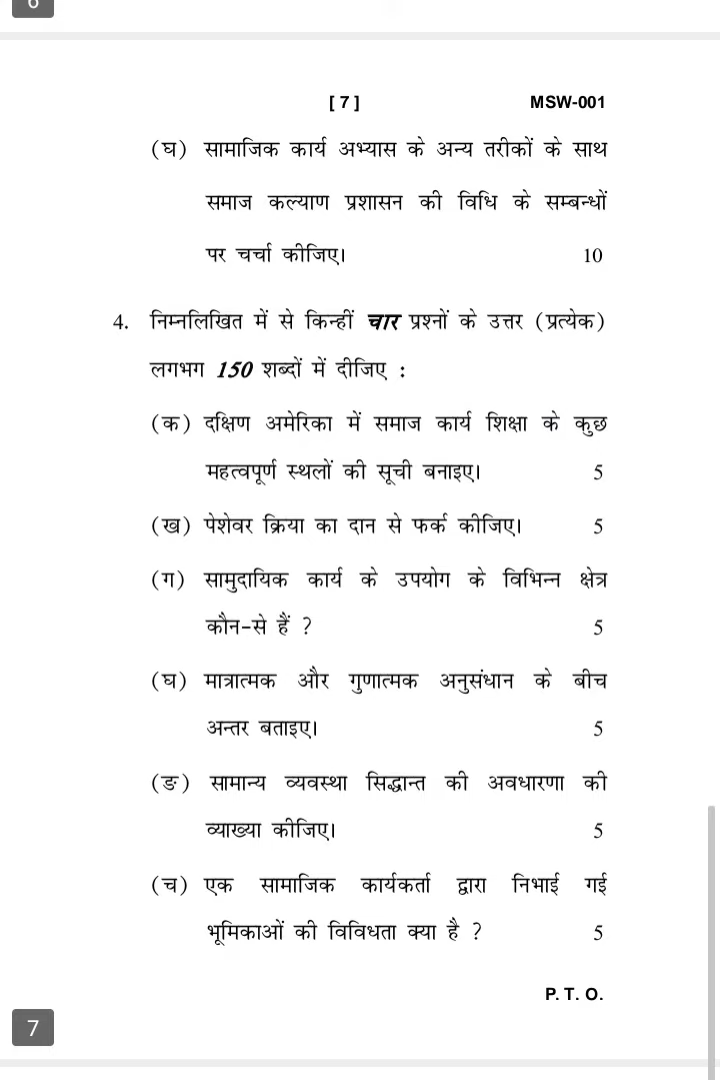 6
[ 7 ] MSW-001
(घ) सामाजिक कार्य अभ्यास के अन्य तरीकों के साथ
समाज कल्याण प्रशासन की विधि के सम्बन्धों
पर चर्चा कीजिए। 10
4. निम्नलिखित में से किन्हीं चार प्रश्नों के उत्तर (प्रत्येक)
लगभग 150 शब्दों में दीजिए :
(क) दक्षिण अमेरिका में समाज कार्य शिक्षा के कुछ
महत्वपूर्ण स्थलों की सूची बनाइए। 5
(ख) पेशेवर क्रिया का दान से फर्क कीजिए। 5
(ग) सामुदायिक कार्य के उपयोग के विभिन्न क्षेत्र
कौन-से हैं ? 5
(घ) मात्रात्मक और गुणात्मक अनुसंधान के बीच
अन्तर बताइए। 5
(ङ) सामान्य व्यवस्था सिद्धान्त की अवधारणा की
व्याख्या कीजिए। 5
(च) एक सामाजिक कार्यकर्ता द्वारा निभाई गई
भूमिकाओं की विविधता क्या है ? 5
P. T. O.
7